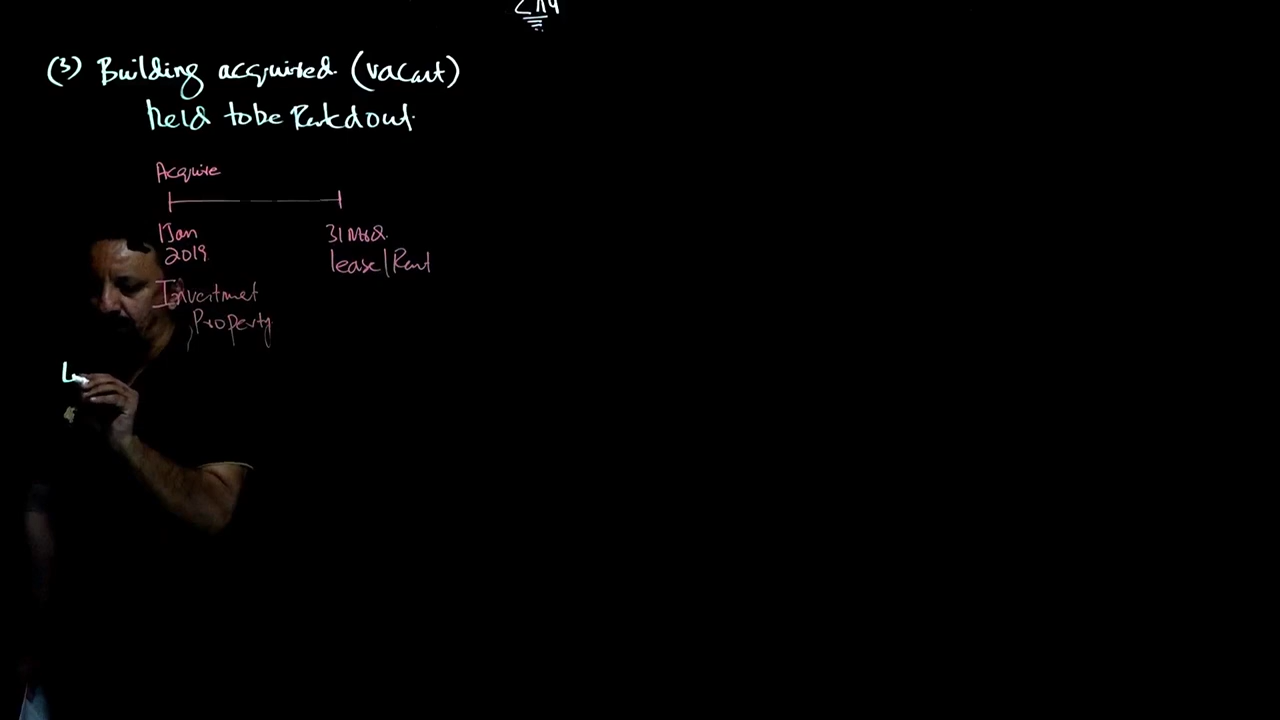 (3) Building acquired. (vacant)
held to be Rented out.
Acquire
1 Jan
2019
31 Mar
lease/Rent
Investment
Property